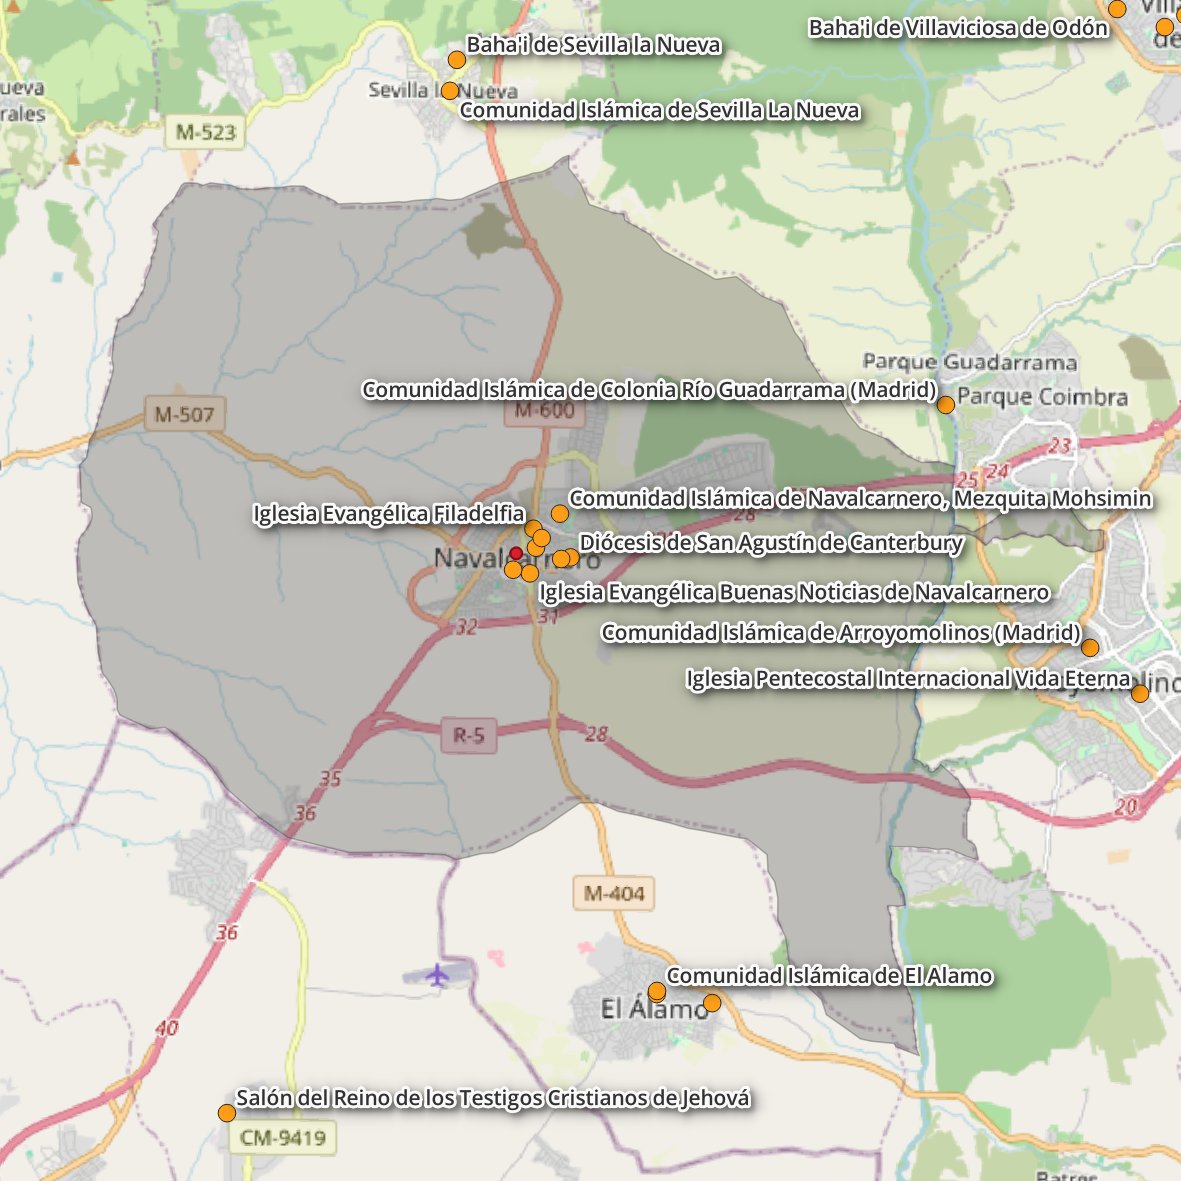 Baha'i de Villaviciosa de Odón
Baha'i de Sevilla la Nueva
Sevilla La Nueva
Comunidad Islámica de Sevilla La Nueva
M-523
Parque Guadarrama
Comunidad Islámica de Colonia Río Guadarrama (Madrid)
Parque Coimbra
M-507
M-600
23
24
25
Comunidad Islámica de Navalcarnero, Mezquita Mohsimin
Iglesia Evangélica Filadelfia
28
Diócesis de San Agustín de Canterbury
Navalcarnero
Iglesia Evangélica Buenas Noticias de Navalcarnero
31
32
Comunidad Islámica de Arroyomolinos (Madrid)
Iglesia Pentecostal Internacional Vida Eterna
R-5
28
35
36
20
M-404
36
Comunidad Islámica de El Alamo
El Álamo
40
Salón del Reino de los Testigos Cristianos de Jehová
CM-9419
Batres